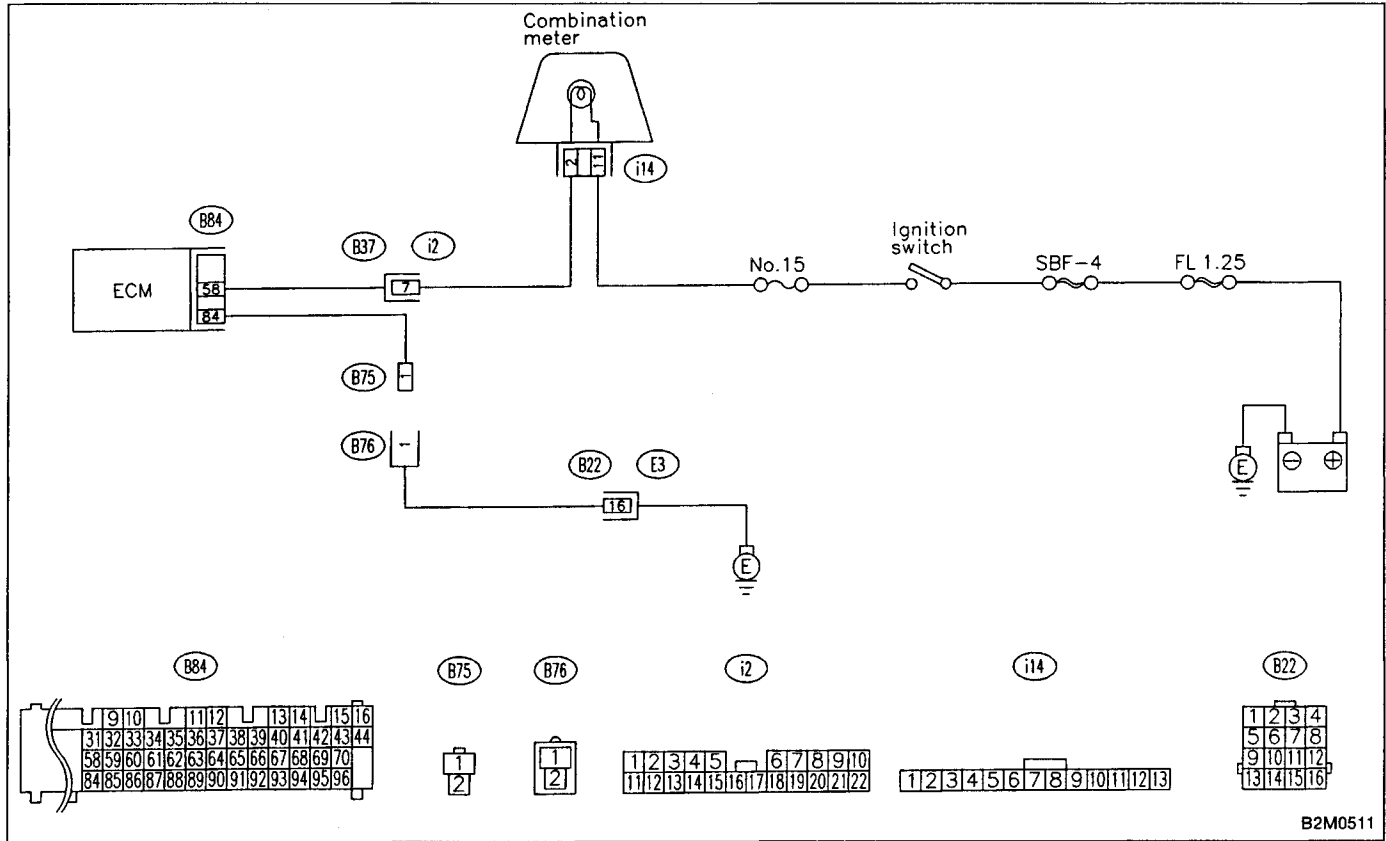 Combination
meter
2 11
i14
B84
B37 i2
Ignition
switch
No.15
SBF-4
FL 1.25
ECM
58
7
84
B75
1
B76
1
B22 E3
16
E
E
⊖ ⊕
B84
B75
B76
i2
i14
B22
9 10 11 12 13 14 15 16
31 32 33 34 35 36 37 38 39 40 41 42 43 44
58 59 60 61 62 63 64 65 66 67 68 69 70
84 85 86 87 88 89 90 91 92 93 94 95 96
1
2
1
2
1 2 3 4 5 6 7 8 9 10
11 12 13 14 15 16 17 18 19 20 21 22
1 2 3 4 5 6 7 8 9 10 11 12 13
1 2 3 4
5 6 7 8
9 10 11 12
13 14 15 16
B2M0511